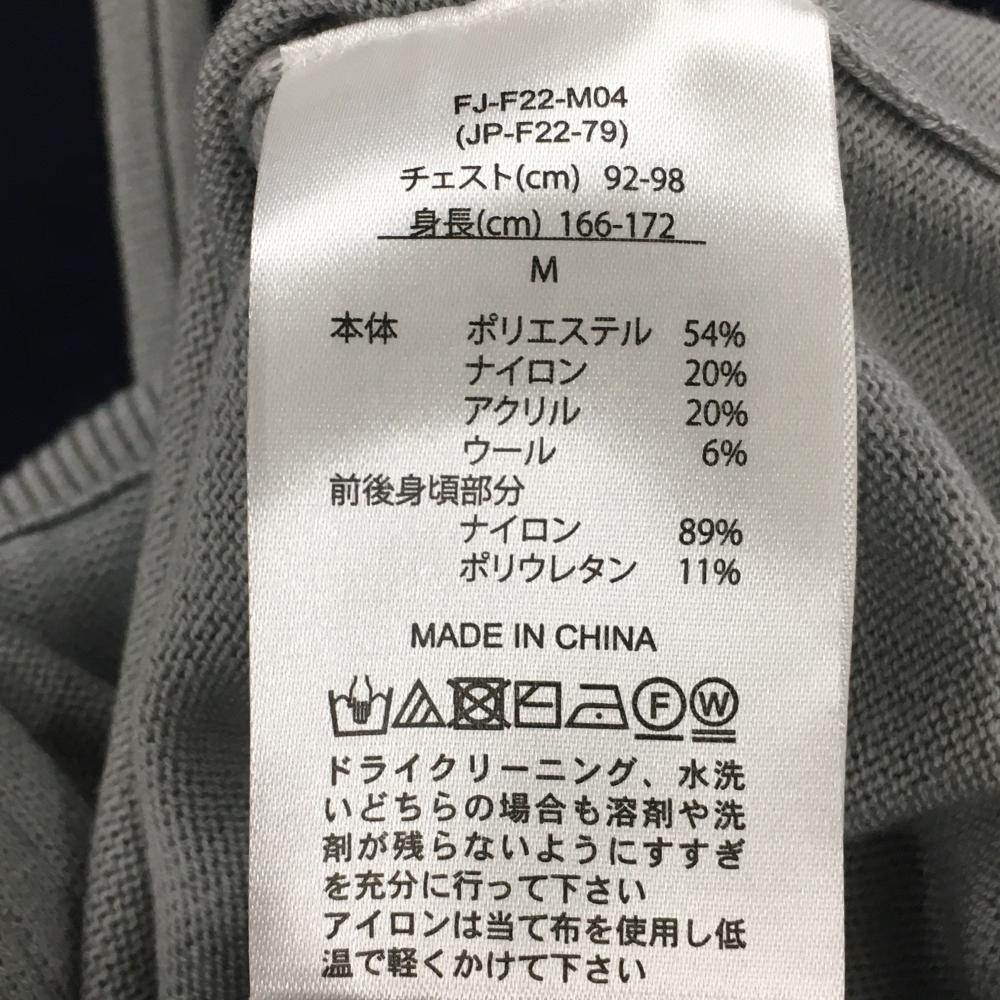 FJ-F22-M04
(JP-F22-79)
チェスト(cm) 92-98
身長(cm) 166-172
M
本体 ポリエステル 54%
ナイロン 20%
アクリル 20%
ウール 6%
前後身頃部分
ナイロン 89%
ポリウレタン 11%
MADE IN CHINA
F W
ドライクリーニング、水洗
いどちらの場合も溶剤や洗
剤が残らないようにすすぎ
を充分に行って下さい
アイロンは当て布を使用し低
温で軽くかけて下さい